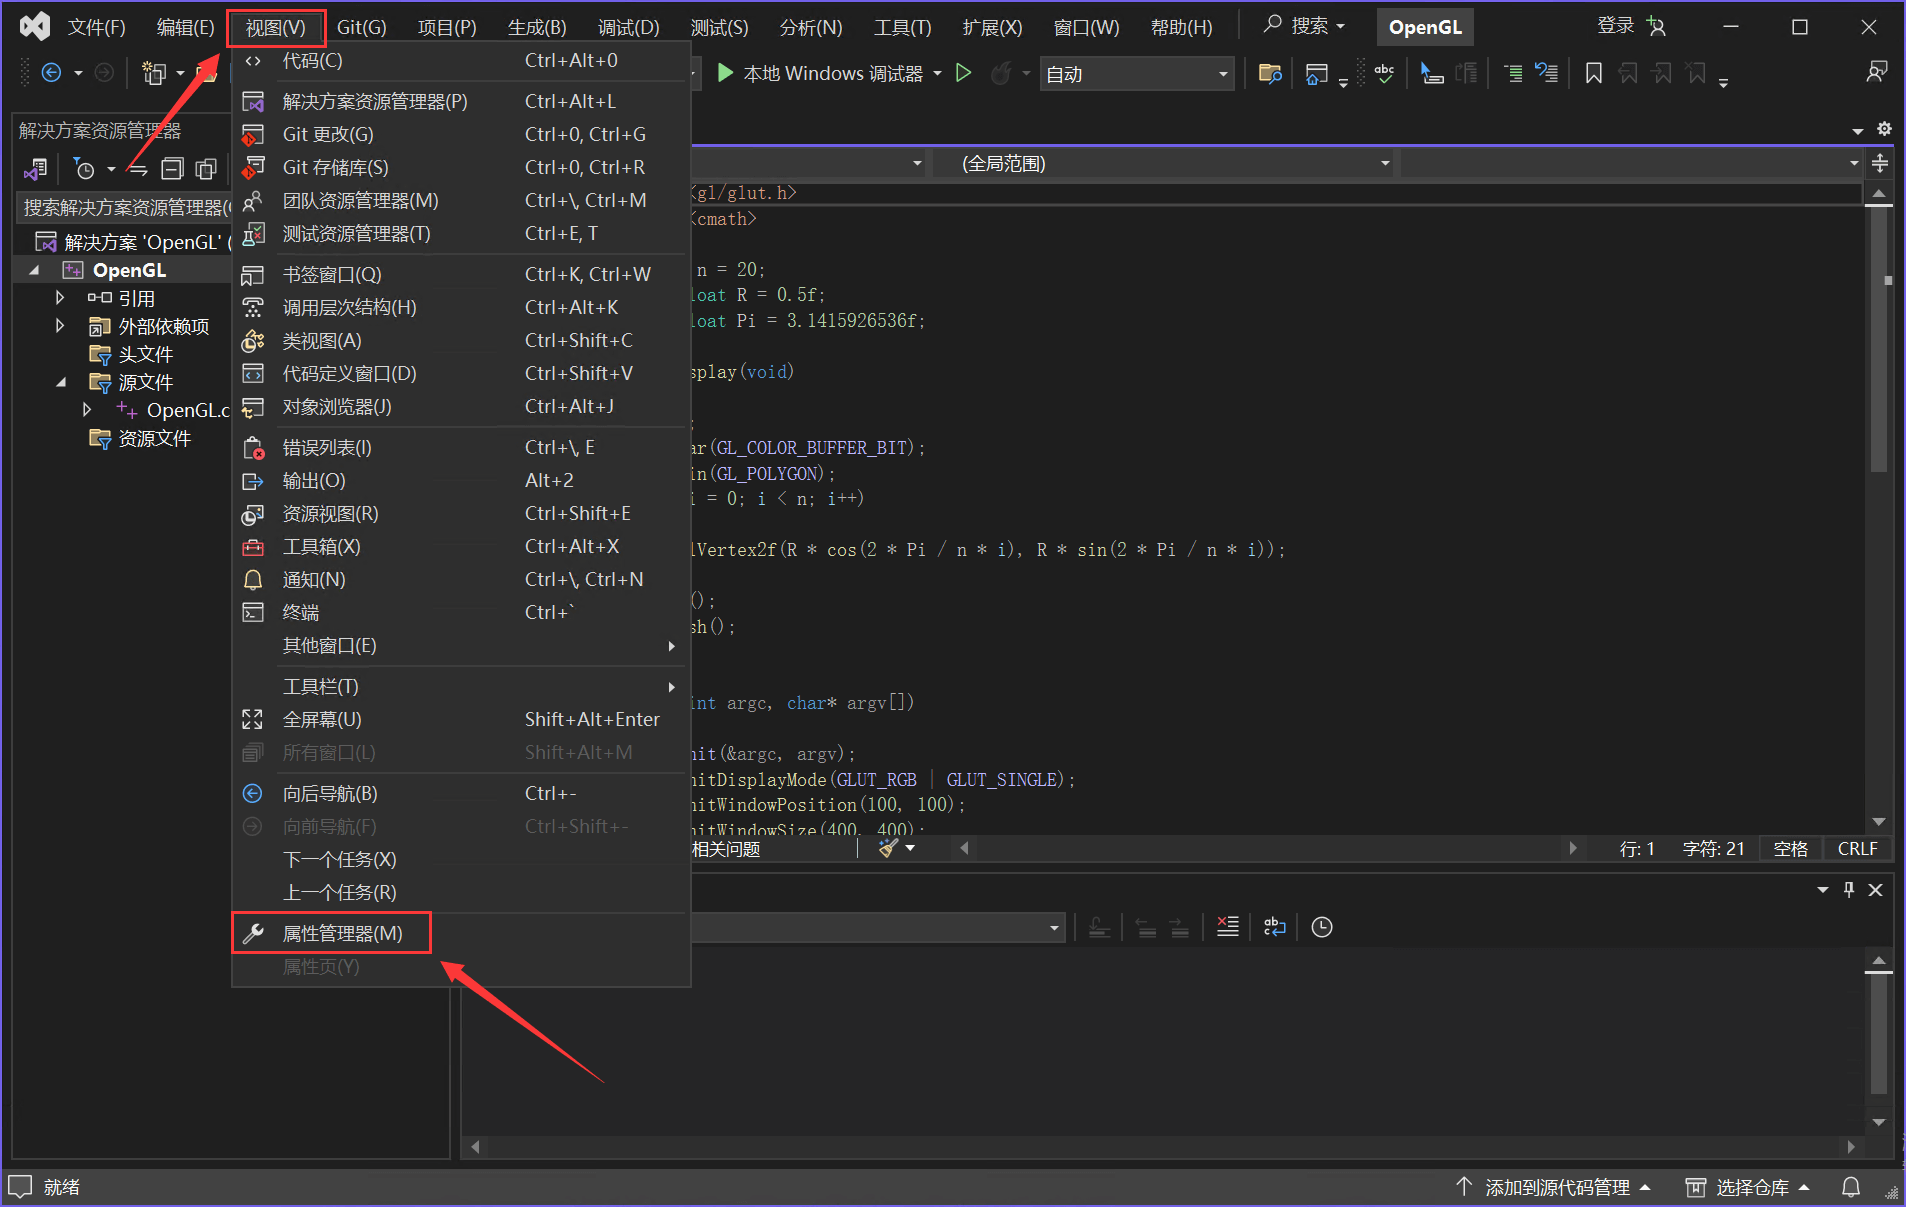 文件(F) 编辑(E) 视图(V) Git(G) 项目(P) 生成(B) 调试(D) 测试(S) 分析(N) 工具(T) 扩展(X) 窗口(W) 帮助(H) 搜索 OpenGL 登录
本地 Windows 调试器 自动
解决方案资源管理器
搜索解决方案资源管理器(
解决方案 'OpenGL' (
OpenGL
引用
外部依赖项
头文件
源文件
OpenGL.c
资源文件
代码(C) Ctrl+Alt+0
解决方案资源管理器(P) Ctrl+Alt+L
Git 更改(G) Ctrl+0, Ctrl+G
Git 存储库(S) Ctrl+0, Ctrl+R
团队资源管理器(M) Ctrl+\, Ctrl+M
测试资源管理器(T) Ctrl+E, T
书签窗口(Q) Ctrl+K, Ctrl+W
调用层次结构(H) Ctrl+Alt+K
类视图(A) Ctrl+Shift+C
代码定义窗口(D) Ctrl+Shift+V
对象浏览器(J) Ctrl+Alt+J
错误列表(I) Ctrl+\, E
输出(O) Alt+2
资源视图(R) Ctrl+Shift+E
工具箱(X) Ctrl+Alt+X
通知(N) Ctrl+\, Ctrl+N
终端 Ctrl+`
其他窗口(E)
工具栏(T)
全屏幕(U) Shift+Alt+Enter
所有窗口(L) Shift+Alt+M
向后导航(B) Ctrl+-
向前导航(F) Ctrl+Shift+-
下一个任务(X)
上一个任务(R)
属性管理器(M)
属性页(Y)
(全局范围)
<gl/glut.h>
<cmath>
n = 20;
loat R = 0.5f;
loat Pi = 3.1415926536f;
splay(void)
;
ar(GL_COLOR_BUFFER_BIT);
in(GL_POLYGON);
i = 0; i < n; i++)
lVertex2f(R * cos(2 * Pi / n * i), R * sin(2 * Pi / n * i));
();
sh();
int argc, char* argv[])
nit(&argc, argv);
nitDisplayMode(GLUT_RGB | GLUT_SINGLE);
nitWindowPosition(100, 100);
nitWindowSize(400, 400);
相关问题 行: 1 字符: 21 空格 CRLF
就绪 添加到源代码管理 选择仓库